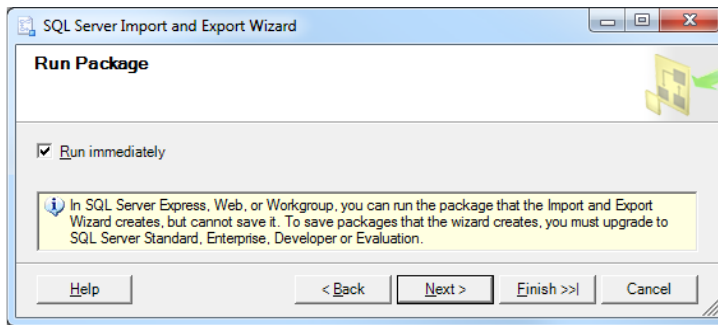 SQL Server Import and Export Wizard
Run Package
Run immediately
In SQL Server Express, Web, or Workgroup, you can run the package that the Import and Export
Wizard creates, but cannot save it. To save packages that the wizard creates, you must upgrade to
SQL Server Standard, Enterprise, Developer or Evaluation.
Help < Back Next > Finish >>| Cancel